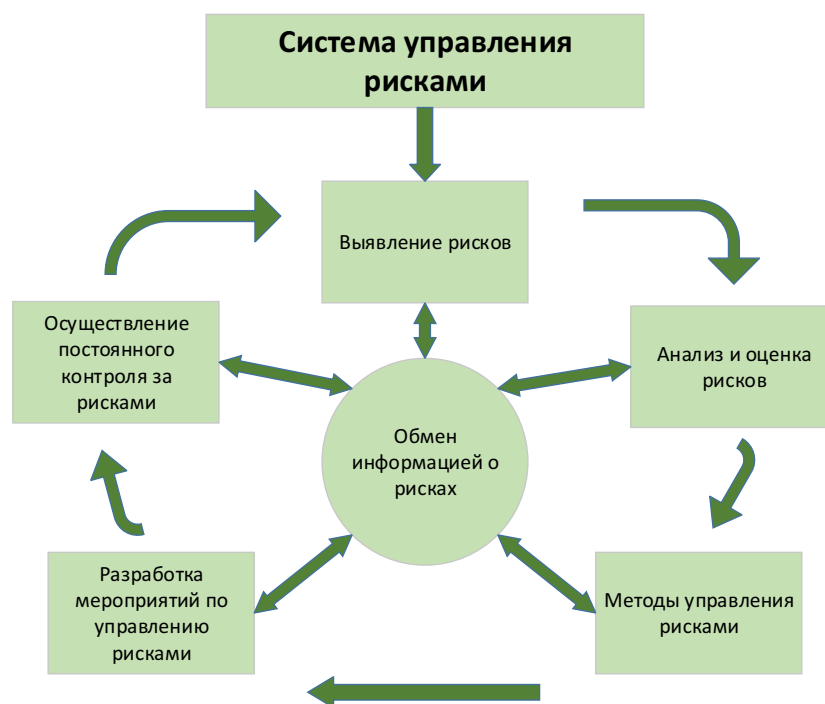 Система управления
рисками
Выявление рисков
Осуществление
постоянного
контроля за
рисками
Анализ и оценка
рисков
Обмен
информацией о
рисках
Разработка
мероприятий по
управлению
рисками
Методы управления
рисками